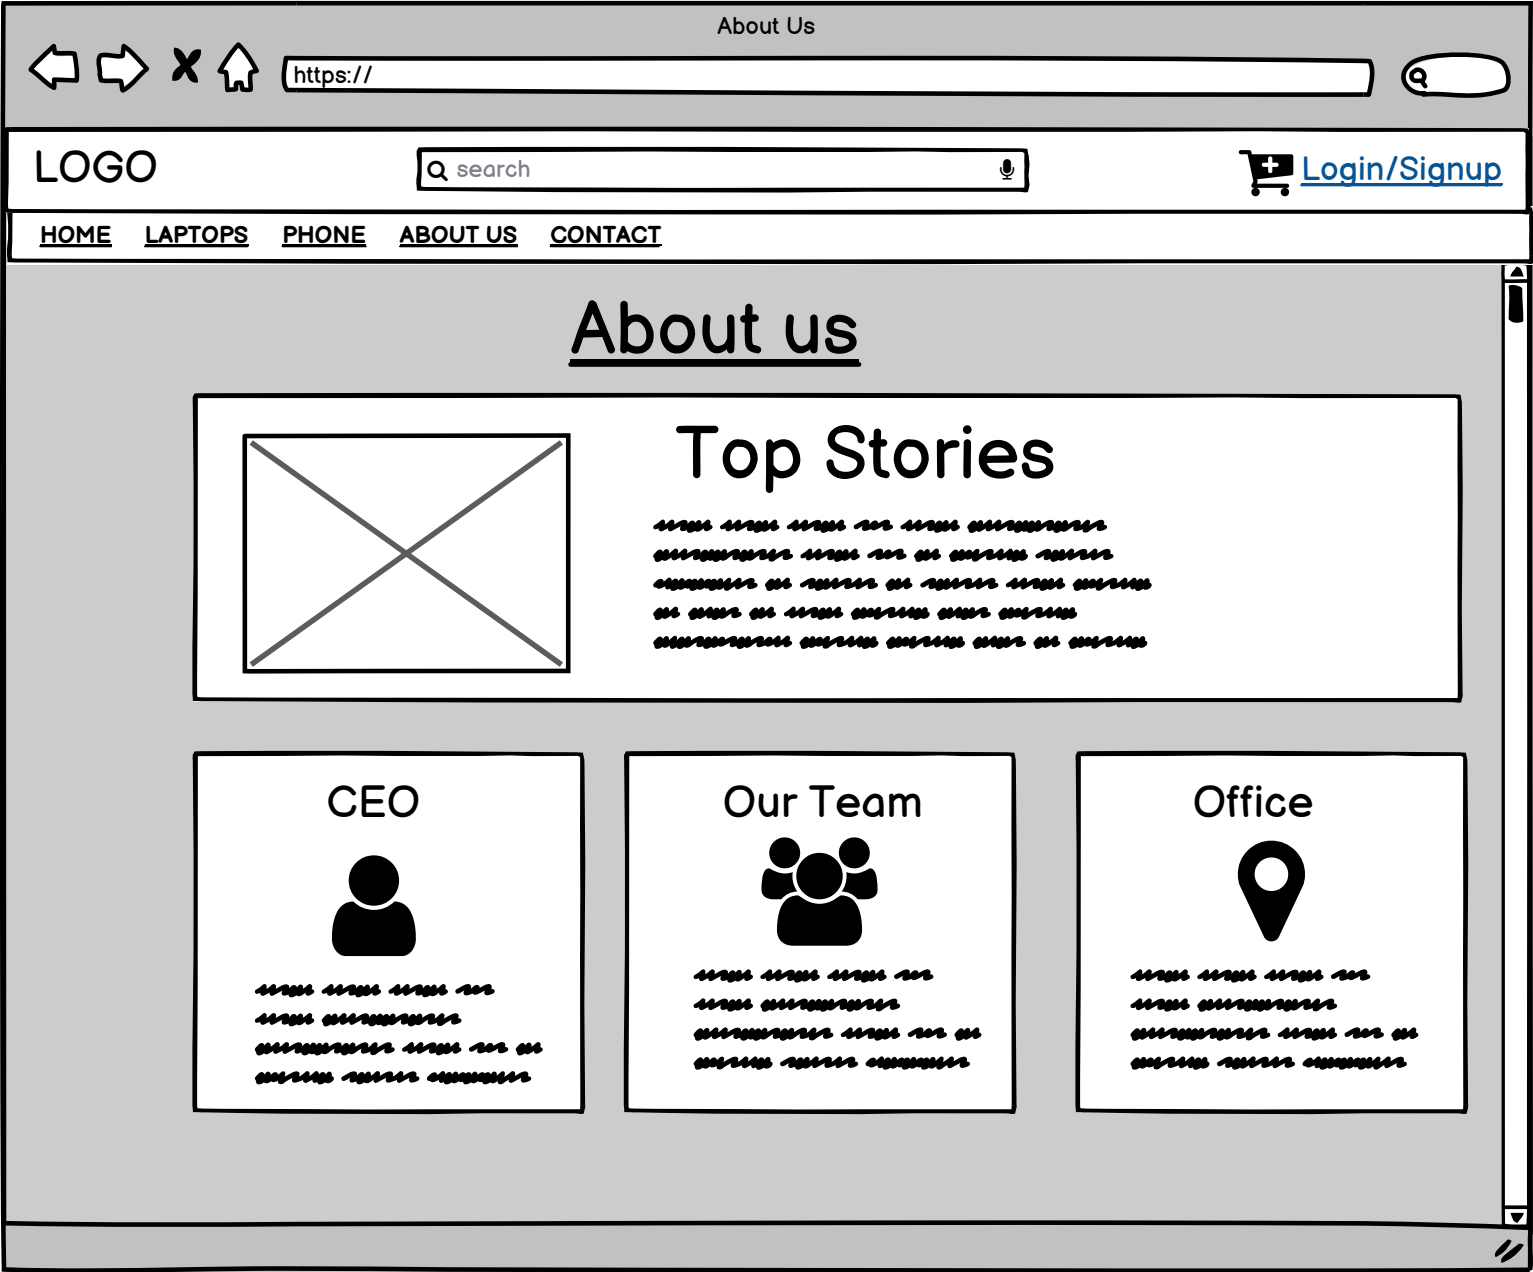 About Us
https://
LOGO
search
Login/Signup
HOME LAPTOPS PHONE ABOUT US CONTACT
About us
Top Stories
CEO
Our Team
Office